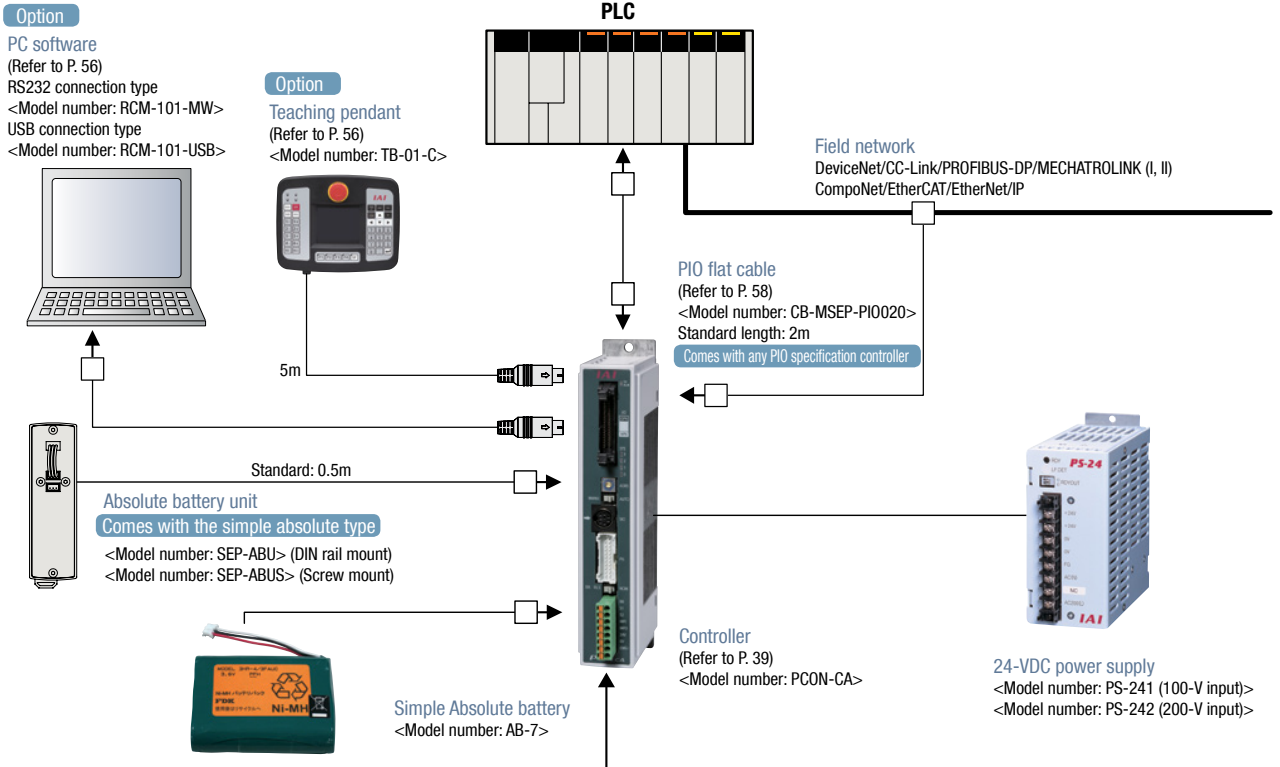 Option
PC software
(Refer to P. 56)
RS232 connection type
<Model number: RCM-101-MW>
USB connection type
<Model number: RCM-101-USB>
Option
Teaching pendant
(Refer to P. 56)
<Model number: TB-01-C>
IAI
PLC
Field network
DeviceNet/CC-Link/PROFIBUS-DP/MECHATROLINK (I, II)
CompoNet/EtherCAT/EtherNet/IP
PIO flat cable
(Refer to P. 58)
<Model number: CB-MSEP-PIO020>
Standard length: 2m
Comes with any PIO specification controller
5m
IAI
Standard: 0.5m
Absolute battery unit
Comes with the simple absolute type
<Model number: SEP-ABU> (DIN rail mount)
<Model number: SEP-ABUS> (Screw mount)
PS-24
NC
IAI
Ni-MH
FDK
Simple Absolute battery
<Model number: AB-7>
Controller
(Refer to P. 39)
<Model number: PCON-CA>
24-VDC power supply
<Model number: PS-241 (100-V input)>
<Model number: PS-242 (200-V input)>